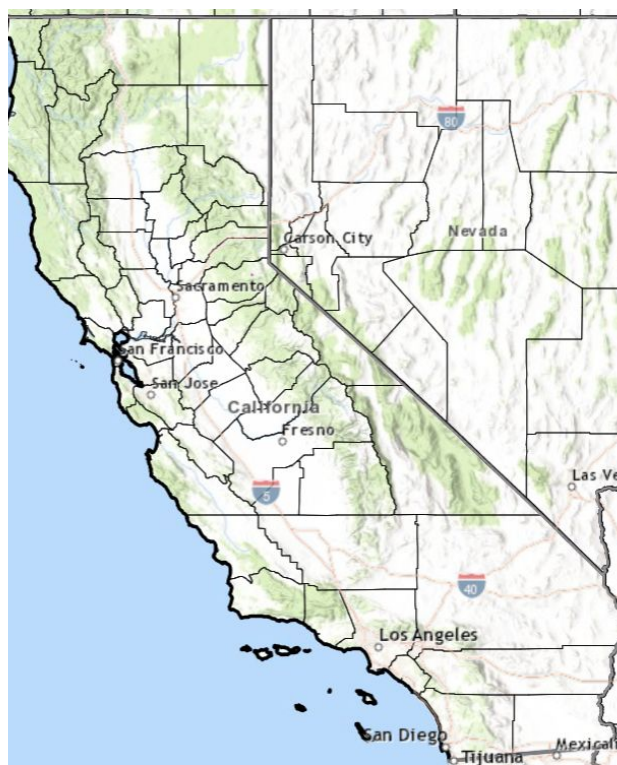 80
Carson City
Nevada
Sacramento
San Francisco
San Jose
California
Fresno
Las Ve
5
40
Los Angeles
San Diego
Tijuana
Mexicali